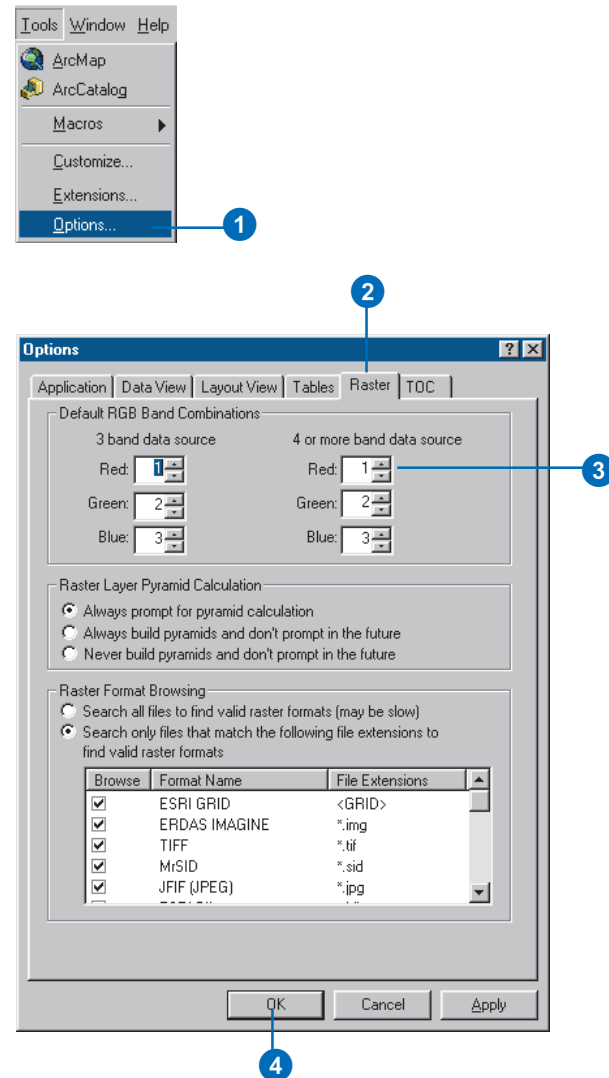 Tools Window Help
ArcMap
ArcCatalog
Macros
Customize...
Extensions...
Options...
1
2
Options
Application Data View Layout View Tables Raster TOC
Default RGB Band Combinations
3 band data source 4 or more band data source
Red: 1 Red: 1
3
Green: 2 Green: 2
Blue: 3 Blue: 3
Raster Layer Pyramid Calculation
Always prompt for pyramid calculation
Always build pyramids and don't prompt in the future
Never build pyramids and don't prompt in the future
Raster Format Browsing
Search all files to find valid raster formats (may be slow)
Search only files that match the following file extensions to
find valid raster formats
Browse Format Name File Extensions
ESRI GRID <GRID>
ERDAS IMAGINE *.img
TIFF *.tif
MrSID *.sid
JFIF (JPEG) *.jpg
OK Cancel Apply
4